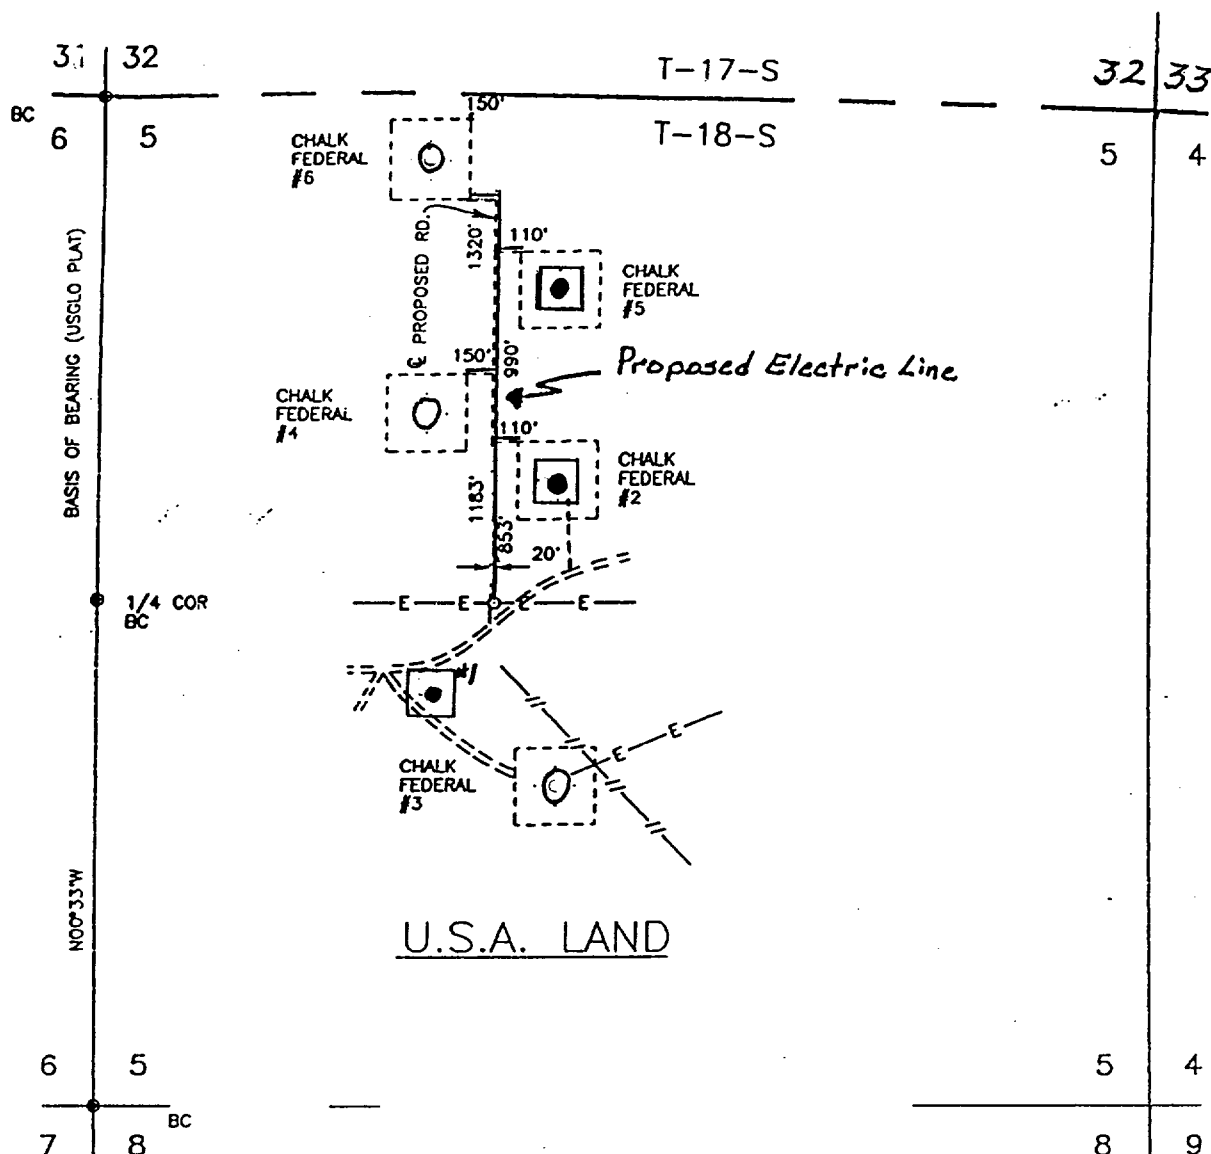 31 32
T-17-S
32 33
BC
6 5
T-18-S
5 4
50'
CHALK
FEDERAL
#6
℄ PROPOSED RD.
1320'
110'
CHALK
FEDERAL
#5
BASIS OF BEARING (USGLO PLAT)
150'
990'
Proposed Electric Line
CHALK
FEDERAL
#4
110'
CHALK
FEDERAL
#2
1183'
853'
20'
1/4 COR
BC
E E E E
#1
E E
CHALK
FEDERAL
#3
N00°33'W
U.S.A. LAND
6 5
5 4
BC
7 8
8 9